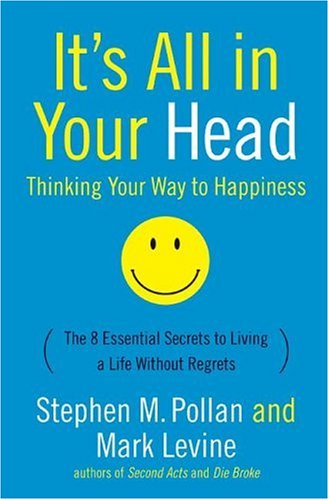 It's All in
Your Head
Thinking Your Way to Happiness
(The 8 Essential Secrets to Living
a Life Without Regrets)
Stephen M. Pollan and
Mark Levine
authors of Second Acts and Die Broke